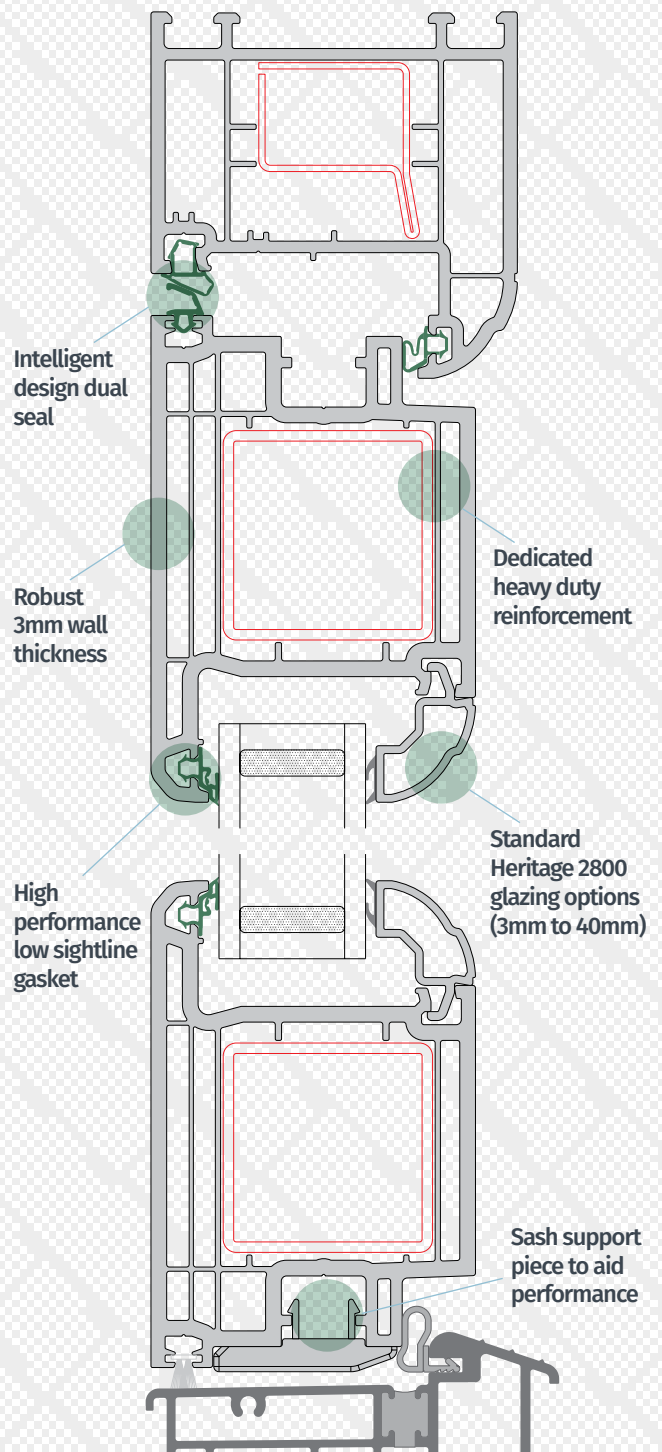 Intelligent
design dual
seal
Dedicated
heavy duty
reinforcement
Robust
3mm wall
thickness
Standard
Heritage 2800
glazing options
(3mm to 40mm)
High
performance
low sightline
gasket
Sash support
piece to aid
performance